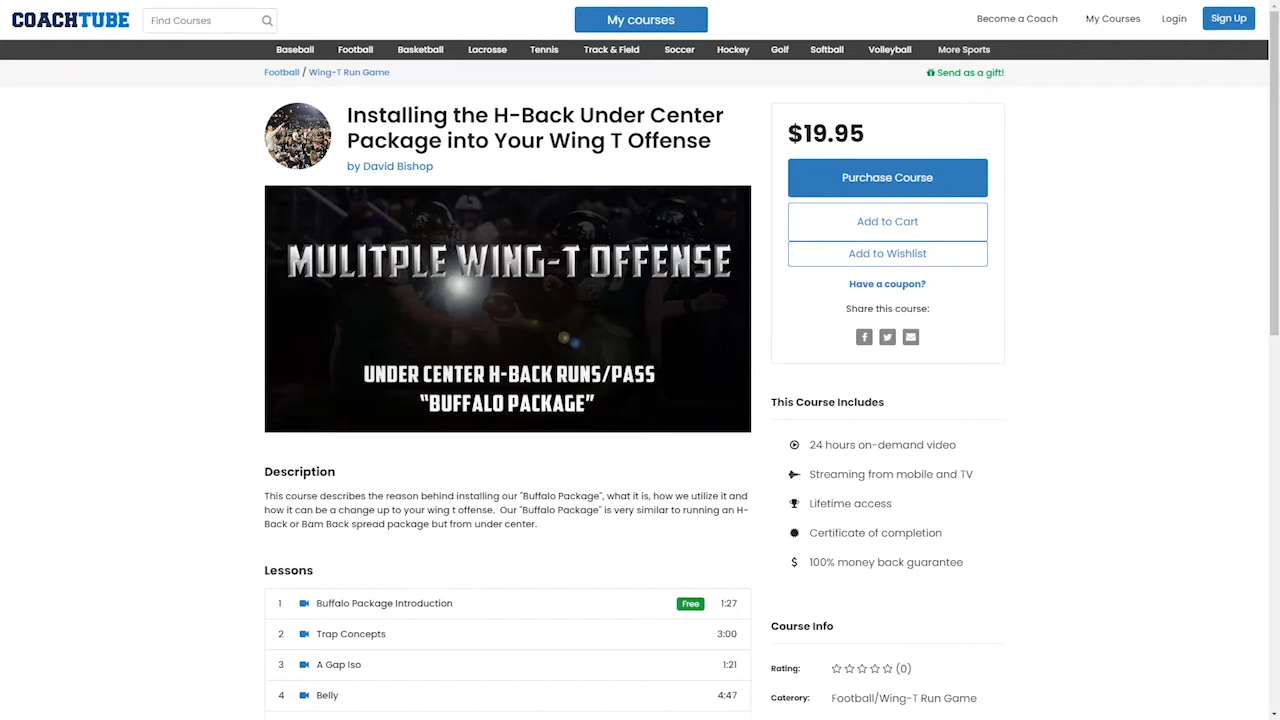 COACHTUBE
Find Courses
My courses
Become a Coach
My Courses
Login
Sign Up
Baseball
Football
Basketball
Lacrosse
Tennis
Track & Field
Soccer
Hockey
Golf
Softball
Volleyball
More Sports
Football / Wing-T Run Game
Send as a gift!
Installing the H-Back Under Center
Package into Your Wing T Offense
by David Bishop
MULITPLE WING-T OFFENSE
UNDER CENTER H-BACK RUNS/PASS
"BUFFALO PACKAGE"
$19.95
Purchase Course
Add to Cart
Add to Wishlist
Have a coupon?
Share this course:
Description
This course describes the reason behind installing our "Buffalo Package", what it is, how we utilize it and
how it can be a change up to your wing t offense. Our "Buffalo Package" is very similar to running an H-
Back or Bam Back spread package but from under center.
Lessons
1 Buffalo Package Introduction Free 1:27
2 Trap Concepts 3:00
3 A Gap Iso 1:21
4 Belly 4:47
This Course Includes
24 hours on-demand video
Streaming from mobile and TV
Lifetime access
Certificate of completion
100% money back guarantee
Course Info
Rating: (0)
Caterory: Football/Wing-T Run Game